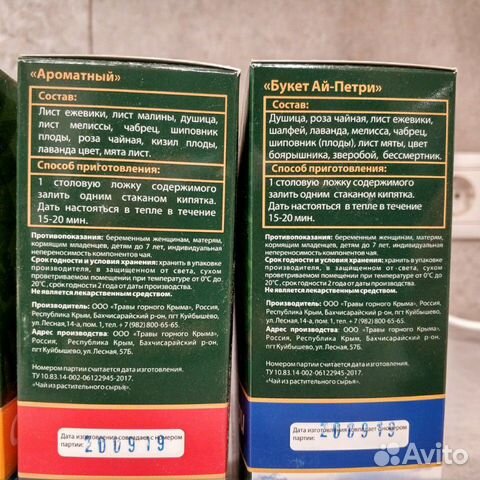 «Ароматный»
Состав:
Лист ежевики, лист малины, душица,
лист мелиссы, чабрец, шиповник
плоды, роза чайная, кизил плоды,
лаванда цвет, мята лист.
Способ приготовления:
1 столовую ложку содержимого
залить одним стаканом кипятка.
Дать настояться в тепле в течение
15-20 мин.
Противопоказания: беременным женщинам, матерям,
кормящим младенцев, детям до 7 лет, индивидуальная
непереносимость компонентов чая.
Срок годности и условия хранения: хранить в упаковке
производителя, в защищенном от света, сухом
проветриваемом помещении при температуре от 0°С до
20°С, срок годности 2 года от даты производства.
Не является лекарственным средством.
Производитель: ООО «Травы горного Крыма», Россия,
Республика Крым, Бахчисарайский р-он, пгт Куйбышево,
ул. Лесная,14-а, пом.1, тел. +7 (982) 800-65-65.
Адрес производства: ООО «Травы горного Крыма»,
Россия, Республика Крым, Бахчисарайский р-он, пгт
Куйбышево, ул. Лесная, 57Б.
Номером партии считается дата изготовления.
ТУ 10.83.14-002-06122945-2017.
«Чай из растительного сырья».
Дата изготовления совпадает с номером
партии:
200919
«Букет Ай-Петри»
Состав:
Душица, роза чайная, лист ежевики,
шалфей, лаванда, мелисса, чабрец,
шиповник (плоды), лист мяты, цвет
боярышника, зверобой, бессмертник.
Способ приготовления:
1 столовую ложку содержимого
залить одним стаканом кипятка.
Дать настояться в тепле в течение
15-20 мин.
Противопоказания: беременным женщинам, матерям,
кормящим младенцев, детям до 7 лет, индивидуальная
непереносимость компонентов чая.
Срок годности и условия хранения: хранить в упаковке
производителя, в защищенном от света, сухом
проветриваемом помещении при температуре от 0°С до
20°С, срок годности 2 года от даты производства.
Не является лекарственным средством.
Производитель: ООО «Травы горного Крыма», Россия,
Республика Крым, Бахчисарайский р-он, пгт Куйбышево,
ул. Лесная,14-а, пом. 1, тел. +7 (982) 800-65-65.
Адрес производства: ООО «Травы горного Крыма»,
Россия, Республика Крым, Бахчисарайский р-он,
пгт Куйбышево, ул. Лесная, 57Б.
Номером партии считается дата изготовления.
ТУ 10.83.14-002-06122945-2017.
«Чай из растительного сырья».
Дата изготовления совпадает с номером
партии:
200919
Avito